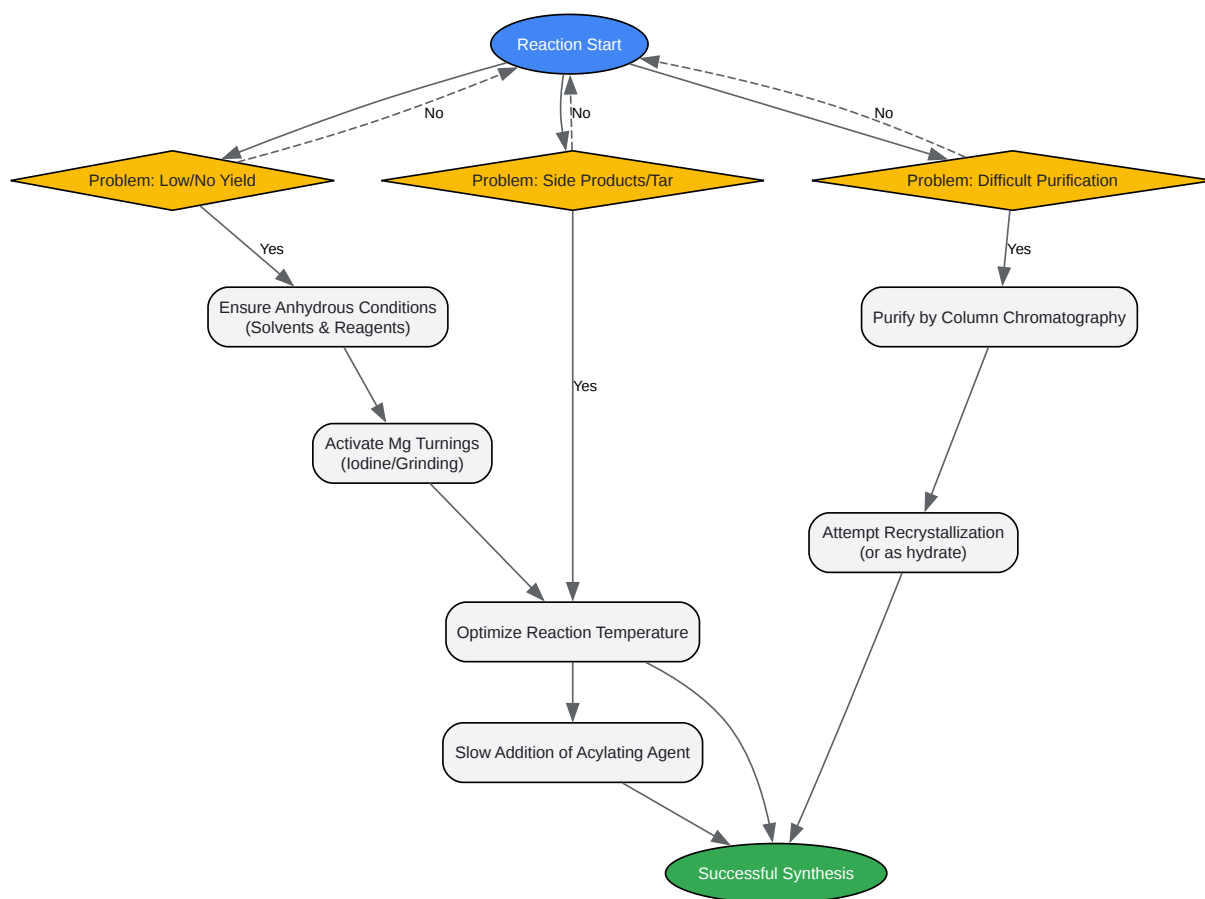 Reaction Start
No
No
No
Problem: Low/No Yield
Problem: Side Products/Tar
Problem: Difficult Purification
Yes
Yes
Ensure Anhydrous Conditions
(Solvents & Reagents)
Purify by Column Chromatography
Yes
Activate Mg Turnings
(Iodine/Grinding)
Attempt Recrystallization
(or as hydrate)
Optimize Reaction Temperature
Slow Addition of Acylating Agent
Successful Synthesis